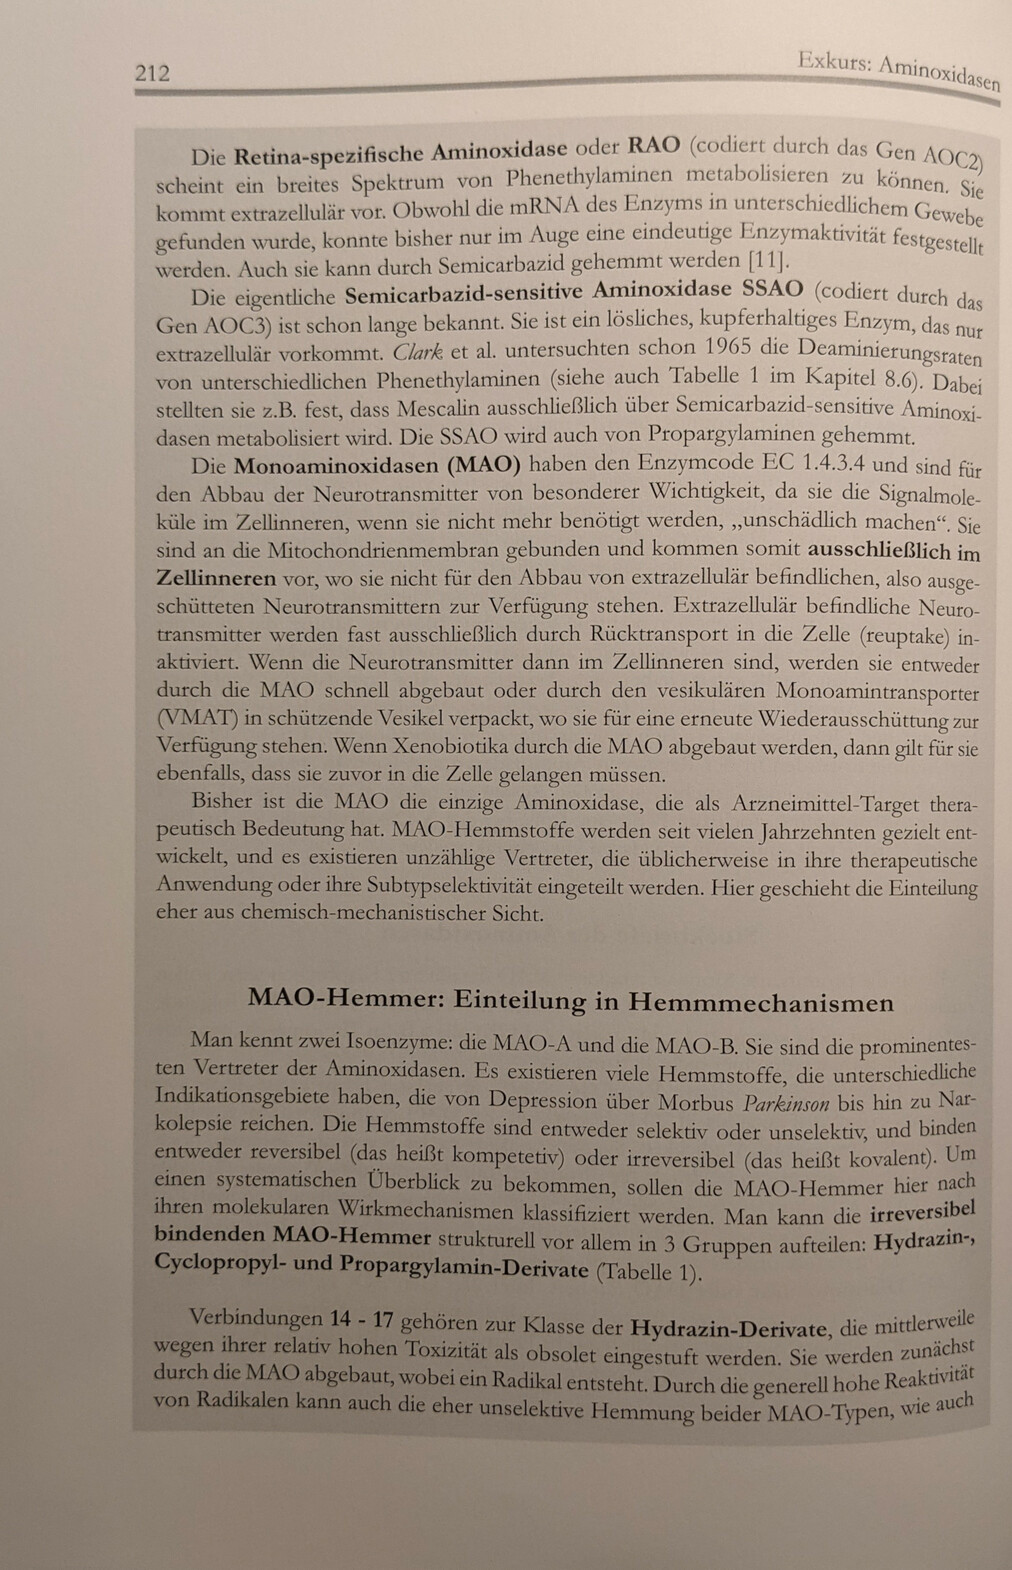 212
Exkurs: Aminoxidasen
Die Retina-spezifische Aminoxidase oder RAO (codiert durch das Gen AOC2)
scheint ein breites Spektrum von Phenethylaminen metabolisieren zu können. Sie
kommt extrazellulär vor. Obwohl die mRNA des Enzyms in unterschiedlichem Gewebe
gefunden wurde, konnte bisher nur im Auge eine eindeutige Enzymaktivität festgestellt
werden. Auch sie kann durch Semicarbazid gehemmt werden [11].
Die eigentliche Semicarbazid-sensitive Aminoxidase SSAO (codiert durch das
Gen AOC3) ist schon lange bekannt. Sie ist ein lösliches, kupferhaltiges Enzym, das nur
extrazellulär vorkommt. Clark et al. untersuchten schon 1965 die Deaminierungsraten
von unterschiedlichen Phenethylaminen (siehe auch Tabelle 1 im Kapitel 8.6). Dabei
stellten sie z.B. fest, dass Mescalin ausschließlich über Semicarbazid-sensitive Aminoxi-
dasen metabolisiert wird. Die SSAO wird auch von Propargylaminen gehemmt.
Die Monoaminoxidasen (MAO) haben den Enzymcode EC 1.4.3.4 und sind für
den Abbau der Neurotransmitter von besonderer Wichtigkeit, da sie die Signalmole-
küle im Zellinneren, wenn sie nicht mehr benötigt werden, „unschädlich machen“. Sie
sind an die Mitochondrienmembran gebunden und kommen somit ausschließlich im
Zellinneren vor, wo sie nicht für den Abbau von extrazellulär befindlichen, also ausge-
schütteten Neurotransmittern zur Verfügung stehen. Extrazellulär befindliche Neuro-
transmitter werden fast ausschließlich durch Rücktransport in die Zelle (reuptake) in-
aktiviert. Wenn die Neurotransmitter dann im Zellinneren sind, werden sie entweder
durch die MAO schnell abgebaut oder durch den vesikulären Monoamintransporter
(VMAT) in schützende Vesikel verpackt, wo sie für eine erneute Wiederausschüttung zur
Verfügung stehen. Wenn Xenobiotika durch die MAO abgebaut werden, dann gilt für sie
ebenfalls, dass sie zuvor in die Zelle gelangen müssen.
Bisher ist die MAO die einzige Aminoxidase, die als Arzneimittel-Target thera-
peutisch Bedeutung hat. MAO-Hemmstoffe werden seit vielen Jahrzehnten gezielt ent-
wickelt, und es existieren unzählige Vertreter, die üblicherweise in ihre therapeutische
Anwendung oder ihre Subtypselektivität eingeteilt werden. Hier geschieht die Einteilung
eher aus chemisch-mechanistischer Sicht.
MAO-Hemmer: Einteilung in Hemmmechanismen
Man kennt zwei Isoenzyme: die MAO-A und die MAO-B. Sie sind die prominentes-
ten Vertreter der Aminoxidasen. Es existieren viele Hemmstoffe, die unterschiedliche
Indikationsgebiete haben, die von Depression über Morbus Parkinson bis hin zu Nar-
kolepsie reichen. Die Hemmstoffe sind entweder selektiv oder unselektiv, und binden
entweder reversibel (das heißt kompetetiv) oder irreversibel (das heißt kovalent). Um
einen systematischen Überblick zu bekommen, sollen die MAO-Hemmer hier nach
ihren molekularen Wirkmechanismen klassifiziert werden. Man kann die irreversibel
bindenden MAO-Hemmer strukturell vor allem in 3 Gruppen aufteilen: Hydrazin-,
Cyclopropyl- und Propargylamin-Derivate (Tabelle 1).
Verbindungen 14 - 17 gehören zur Klasse der Hydrazin-Derivate, die mittlerweile
wegen ihrer relativ hohen Toxizität als obsolet eingestuft werden. Sie werden zunächst
durch die MAO abgebaut, wobei ein Radikal entsteht. Durch die generell hohe Reaktivität
von Radikalen kann auch die eher unselektive Hemmung beider MAO-Typen, wie auch